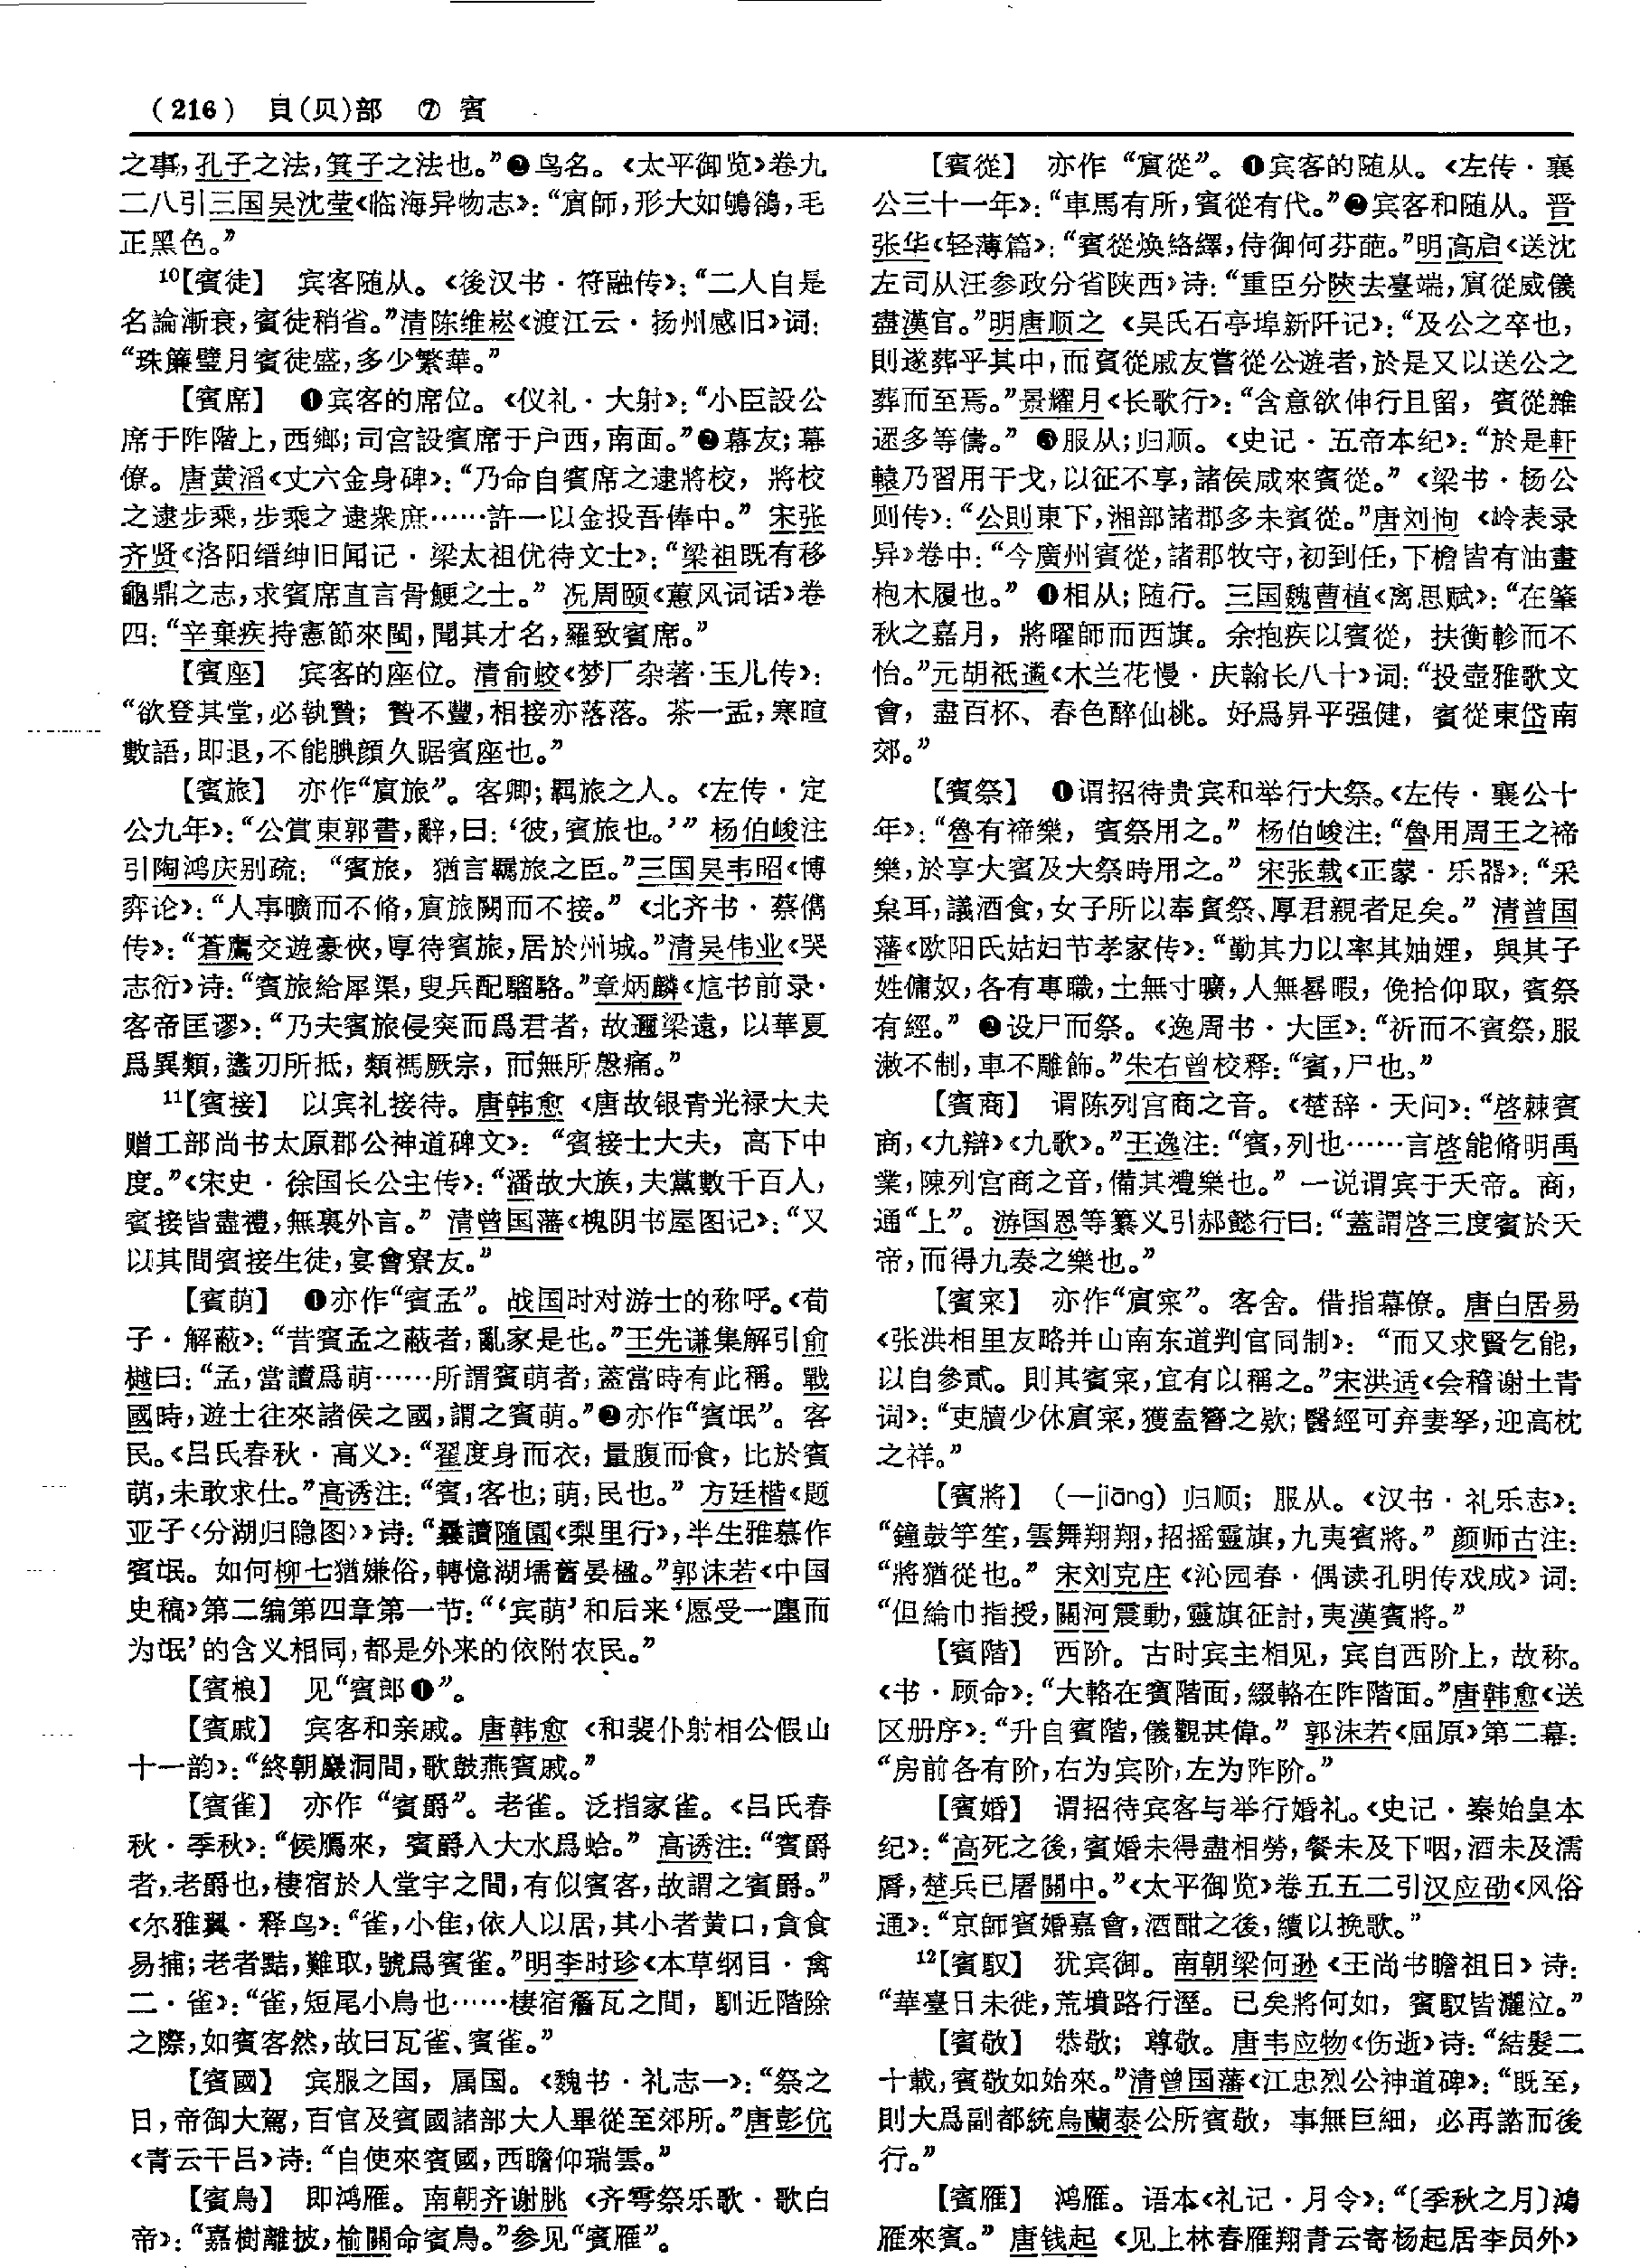 (216) 貝(贝)部 ⑦ 賓
之事，孔子之法，箕子之法也。”❷鸟名。《太平御览》卷九
二八引三国吴沈莹《临海异物志》：“賔師，形大如鴝鵒，毛
正黑色。”
10【賓徒】 宾客随从。《後汉书·符融传》：“二人自是
名論漸衰，賓徒稍省。”清陈维崧《渡江云·扬州感旧》词：
“珠簾璧月賓徒盛，多少繁華。”
【賓席】 ❶宾客的席位。《仪礼·大射》：“小臣設公
席于阼階上，西鄉；司宫設賓席于户西，南面。”❷幕友；幕
僚。唐黄滔《丈六金身碑》：“乃命自賓席之逮將校，將校
之逮步乘，步乘之逮衆庶……許一以金投吾俸中。”宋张
齐贤《洛阳缙绅旧闻记·梁太祖优待文士》：“梁祖既有移
龜鼎之志，求賓席直言骨鯁之士。”况周颐《蕙风词话》卷
四：“辛棄疾持憲節來閩，聞其才名，羅致賓席。”
【賓座】 宾客的座位。清俞蛟《梦厂杂著·玉儿传》：
“欲登其堂，必執贄；贄不豐，相接亦落落。茶一盂，寒暄
數語，即退，不能腆顔久踞賓座也。”
【賓旅】 亦作“賔旅”。客卿；羁旅之人。《左传·定
公九年》：“公賞東郭書，辭，曰：‘彼，賓旅也。’”杨伯峻注
引陶鸿庆别疏：“賓旅，猶言羈旅之臣。”三国吴韦昭《博
弈论》：“人事曠而不脩，賔旅闕而不接。”《北齐书·蔡儁
传》：“蒼鷹交遊豪俠，厚待賓旅，居於州城。”清吴伟业《哭
志衍》诗：“賓旅給犀渠，叟兵配騮駱。”章炳麟《訄书前录·
客帝匡谬》：“乃夫賓旅侵突而爲君者，故邇梁遠，以華夏
爲異類，蠭刃所抵，類禡厥宗，而無所慇痛。”
11【賓接】 以宾礼接待。唐韩愈《唐故银青光禄大夫
赠工部尚书太原郡公神道碑文》：“賓接士大夫，高下中
度。”《宋史·徐国长公主传》：“潘故大族，夫黨數千百人，
賓接皆盡禮，無裏外言。”清曾国藩《槐阴书屋图记》：“又
以其間賓接生徒，宴會寮友。”
【賓萌】 ❶亦作“賓孟”。战国时对游士的称呼。《荀
子·解蔽》：“昔賓孟之蔽者，亂家是也。”王先谦集解引俞
樾曰：“孟，當讀爲萌……所謂賓萌者，蓋當時有此稱。戰
國時，遊士往來諸侯之國，謂之賓萌。”❷亦作“賓氓”。客
民。《吕氏春秋·高义》：“翟度身而衣，量腹而食，比於賓
萌，未敢求仕。”高诱注：“賓，客也；萌，民也。”方廷楷《题
亚子〈分湖归隐图〉》诗：“曩讀隨園《梨里行》，半生雅慕作
賓氓。如何柳七猶嫌俗，轉憶湖壖舊晏楹。”郭沫若《中国
史稿》第二编第四章第一节：“‘宾萌’和后来‘愿受一廛而
为氓’的含义相同，都是外来的依附农民。”
【賓桹】 见“賓郎❶”。
【賓戚】 宾客和亲戚。唐韩愈《和裴仆射相公假山
十一韵》：“終朝巖洞間，歌鼓燕賓戚。”
【賓雀】 亦作“賓爵”。老雀。泛指家雀。《吕氏春
秋·季秋》：“候鴈來，賓爵入大水爲蛤。”高诱注：“賓爵
者，老爵也，棲宿於人堂宇之間，有似賓客，故謂之賓爵。”
《尔雅翼·释鸟》：“雀，小隹，依人以居，其小者黄口，貪食
易捕；老者黠，難取，號爲賓雀。”明李时珍《本草纲目·禽
二·雀》：“雀，短尾小鳥也……棲宿簷瓦之間，馴近階除
之際，如賓客然，故曰瓦雀、賓雀。”
【賓國】 宾服之国，属国。《魏书·礼志一》：“祭之
日，帝御大駕，百官及賓國諸部大人畢從至郊所。”唐彭伉
《青云干吕》诗：“自使來賓國，西瞻仰瑞雲。”
【賓鳥】 即鸿雁。南朝齐谢朓《齐雩祭乐歌·歌白
帝》：“嘉樹離披，榆關命賓鳥。”参见“賓雁”。
【賓從】 亦作“賔從”。❶宾客的随从。《左传·襄
公三十一年》：“車馬有所，賓從有代。”❷宾客和随从。晋
张华《轻薄篇》：“賓從焕絡繹，侍御何芬葩。”明高启《送沈
左司从汪参政分省陕西》诗：“重臣分陝去臺端，賔從威儀
盡漢官。”明唐顺之《吴氏石亭埠新阡记》：“及公之卒也，
則遂葬乎其中，而賓從戚友嘗從公遊者，於是又以送公之
葬而至焉。”景耀月《长歌行》：“含意欲伸行且留，賓從雜
遝多等儔。”❸服从；归顺。《史记·五帝本纪》：“於是軒
轅乃習用干戈，以征不享，諸侯咸來賓從。”《梁书·杨公
则传》：“公則東下，湘部諸郡多未賓從。”唐刘恂《岭表录
异》卷中：“今廣州賓從，諸郡牧守，初到任，下檐皆有油畫
枹木履也。”❹相从；随行。三国魏曹植《离思赋》：“在肇
秋之嘉月，將曜師而西旗。余抱疾以賓從，扶衡軫而不
怡。”元胡祗遹《木兰花慢·庆翰长八十》词：“投壺雅歌文
會，盡百杯、春色醉仙桃。好爲昇平强健，賓從東岱南
郊。”
【賓祭】 ❶谓招待贵宾和举行大祭。《左传·襄公十
年》：“魯有禘樂，賓祭用之。”杨伯峻注：“魯用周王之禘
樂，於享大賓及大祭時用之。”宋张载《正蒙·乐器》：“采
枲耳，議酒食，女子所以奉賓祭、厚君親者足矣。”清曾国
藩《欧阳氏姑妇节孝家传》：“勤其力以率其妯娌，與其子
姓傭奴，各有專職，土無寸曠，人無晷暇，俛拾仰取，賓祭
有經。”❷设尸而祭。《逸周书·大匡》：“祈而不賓祭，服
漱不制，車不雕飾。”朱右曾校释：“賓，尸也。”
【賓商】 谓陈列宫商之音。《楚辞·天问》：“啓棘賓
商，《九辯》《九歌》。”王逸注：“賓，列也……言啓能脩明禹
業，陳列宫商之音，備其禮樂也。”一说谓宾于天帝。商，
通“上”。游国恩等纂义引郝懿行曰：“蓋謂啓三度賓於天
帝，而得九奏之樂也。”
【賓寀】 亦作“賔寀”。客舍。借指幕僚。唐白居易
《张洪相里友略并山南东道判官同制》：“而又求賢乞能，
以自參貳。則其賓寀，宜有以稱之。”宋洪适《会稽谢土青
词》：“吏牘少休賔寀，獲盍簪之歡；醫經可弃妻孥，迎高枕
之祥。”
【賓將】 （—jiāng）归顺；服从。《汉书·礼乐志》：
“鐘鼓竽笙，雲舞翔翔，招摇靈旗，九夷賓將。”颜师古注：
“將猶從也。”宋刘克庄《沁园春·偶读孔明传戏成》词：
“但綸巾指授，關河震動，靈旗征討，夷漢賓將。”
【賓階】 西阶。古时宾主相见，宾自西阶上，故称。
《书·顾命》：“大輅在賓階面，綴輅在阼階面。”唐韩愈《送
区册序》：“升自賓階，儀觀甚偉。”郭沫若《屈原》第二幕：
“房前各有阶，右为宾阶，左为阼阶。”
【賓婚】 谓招待宾客与举行婚礼。《史记·秦始皇本
纪》：“高死之後，賓婚未得盡相勞，餐未及下咽，酒未及濡
脣，楚兵已屠關中。”《太平御览》卷五五二引汉应劭《风俗
通》：“京師賓婚嘉會，酒酣之後，續以挽歌。”
12【賓馭】 犹宾御。南朝梁何逊《王尚书瞻祖日》诗：
“華臺日未徙，荒墳路行溼。已矣將何如，賓馭皆灑泣。”
【賓敬】 恭敬；尊敬。唐韦应物《伤逝》诗：“結髮二
十載，賓敬如始來。”清曾国藩《江忠烈公神道碑》：“既至，
則大爲副都統烏蘭泰公所賓敬，事無巨細，必再諮而後
行。”
【賓雁】 鸿雁。语本《礼记·月令》：“〔季秋之月〕鴻
雁來賓。”唐钱起《见上林春雁翔青云寄杨起居李员外》